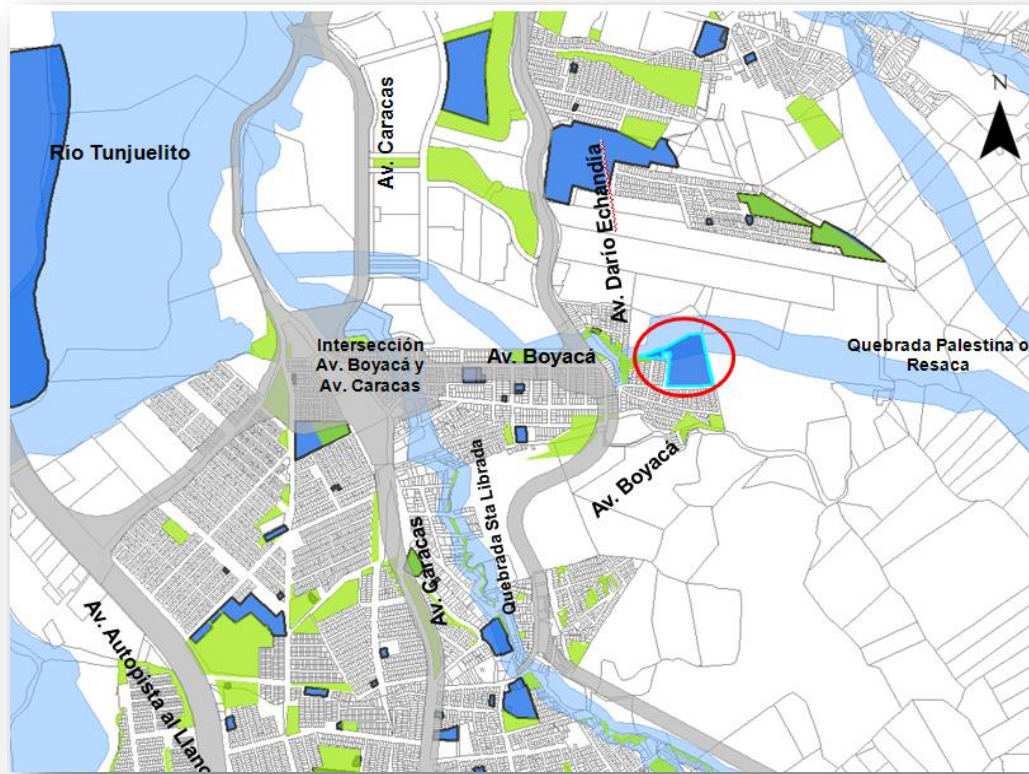 N
Río Tunjuelito
Av. Caracas
Av. Darío Echandía
Intersección
Av. Boyacá y
Av. Caracas
Av. Boyacá
Quebrada Palestina o
Resaca
Av. Boyacá
Quebrada Sta Librada
Av. Caracas
Av. Autopista al Llano